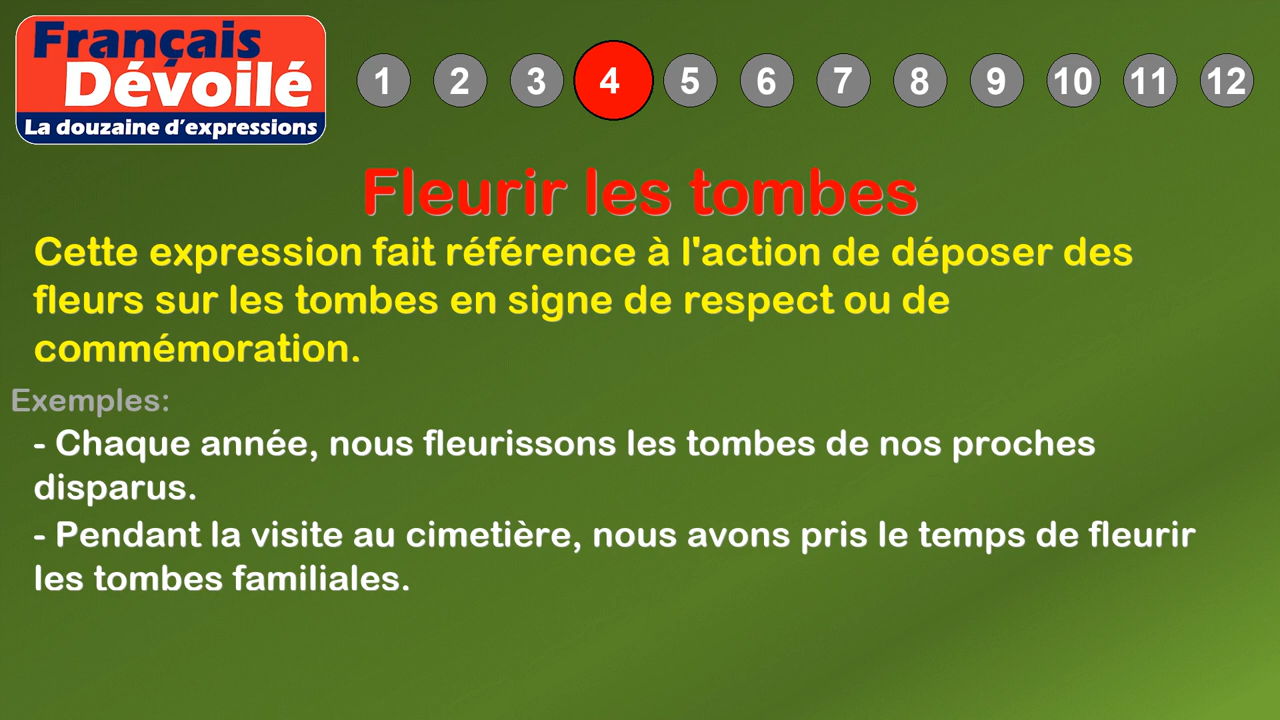 Français
Dévoilé
La douzaine d'expressions
1 2 3 4 5 6 7 8 9 10 11 12
Fleurir les tombes
Cette expression fait référence à l'action de déposer des
fleurs sur les tombes en signe de respect ou de
commémoration.
Exemples:
- Chaque année, nous fleurissons les tombes de nos proches
disparus.
- Pendant la visite au cimetière, nous avons pris le temps de fleurir
les tombes familiales.